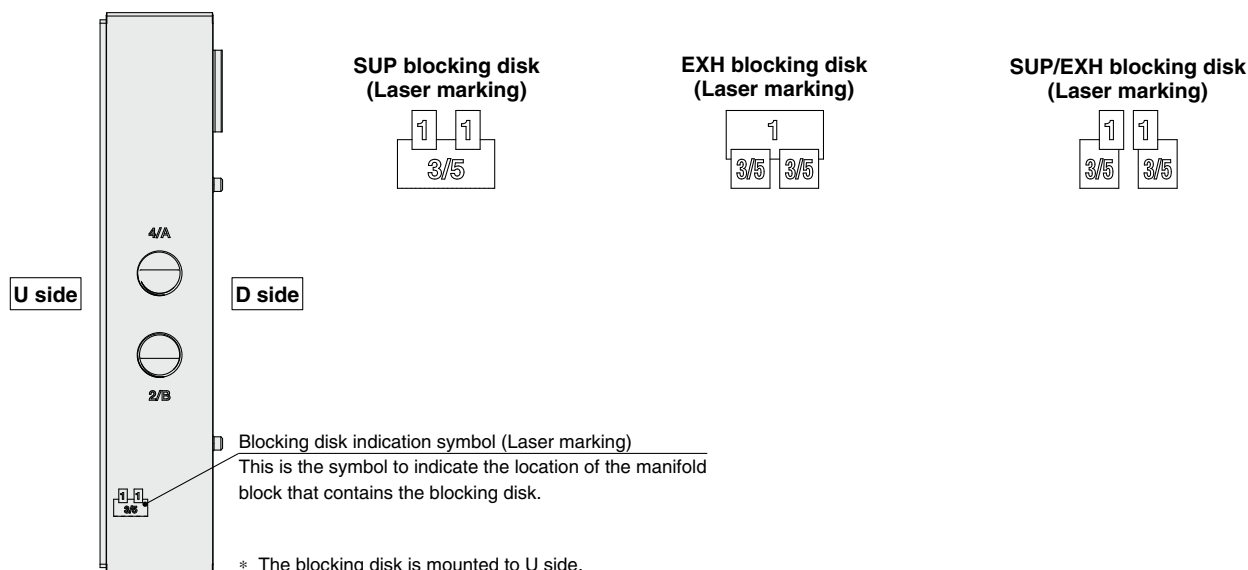 SUP blocking disk
(Laser marking)
1 1
3/5
EXH blocking disk
(Laser marking)
1
3/5 3/5
SUP/EXH blocking disk
(Laser marking)
1 1
3/5 3/5
4/A
U side
D side
2/B
Blocking disk indication symbol (Laser marking)
This is the symbol to indicate the location of the manifold
block that contains the blocking disk.
1 1
3/5
* The blocking disk is mounted to U side.